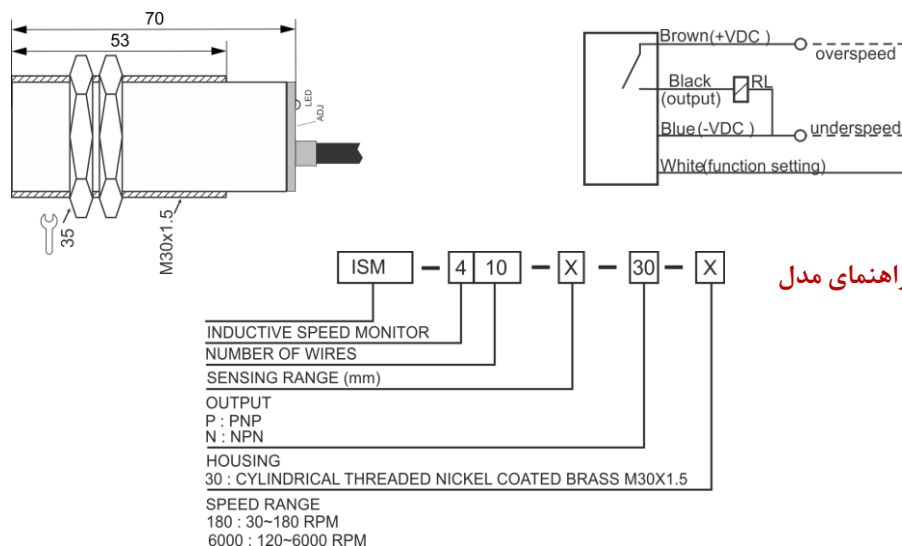 70
53
LED
ADJ
35
M30x1.5
Brown(+VDC )
overspeed
Black
(output)
RL
Blue(-VDC )
underspeed
White(function setting)
ISM - 4 10 - X - 30 - X
راهنمای مدل
INDUCTIVE SPEED MONITOR
NUMBER OF WIRES
SENSING RANGE (mm)
OUTPUT
P : PNP
N : NPN
HOUSING
30 : CYLINDRICAL THREADED NICKEL COATED BRASS M30X1.5
SPEED RANGE
180 : 30~180 RPM
6000 : 120~6000 RPM